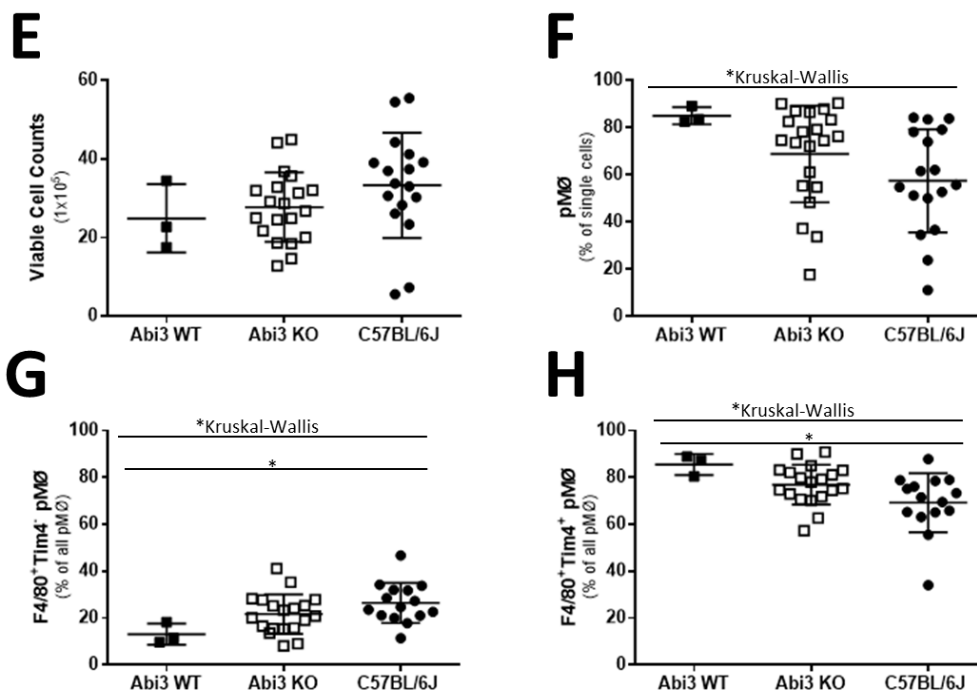 E
Viable Cell Counts
(1x10⁵)
60
40
20
0
Abi3 WT
Abi3 KO
C57BL/6J
F
*Kruskal-Wallis
pMØ
(% of single cells)
100
80
60
40
20
0
Abi3 WT
Abi3 KO
C57BL/6J
G
*Kruskal-Wallis
*
F4/80⁺Tim4⁻ pMØ
(% of all pMØ)
100
80
60
40
20
0
Abi3 WT
Abi3 KO
C57BL/6J
H
*Kruskal-Wallis
*
F4/80⁺Tim4⁺ pMØ
(% of all pMØ)
100
80
60
40
20
0
Abi3 WT
Abi3 KO
C57BL/6J